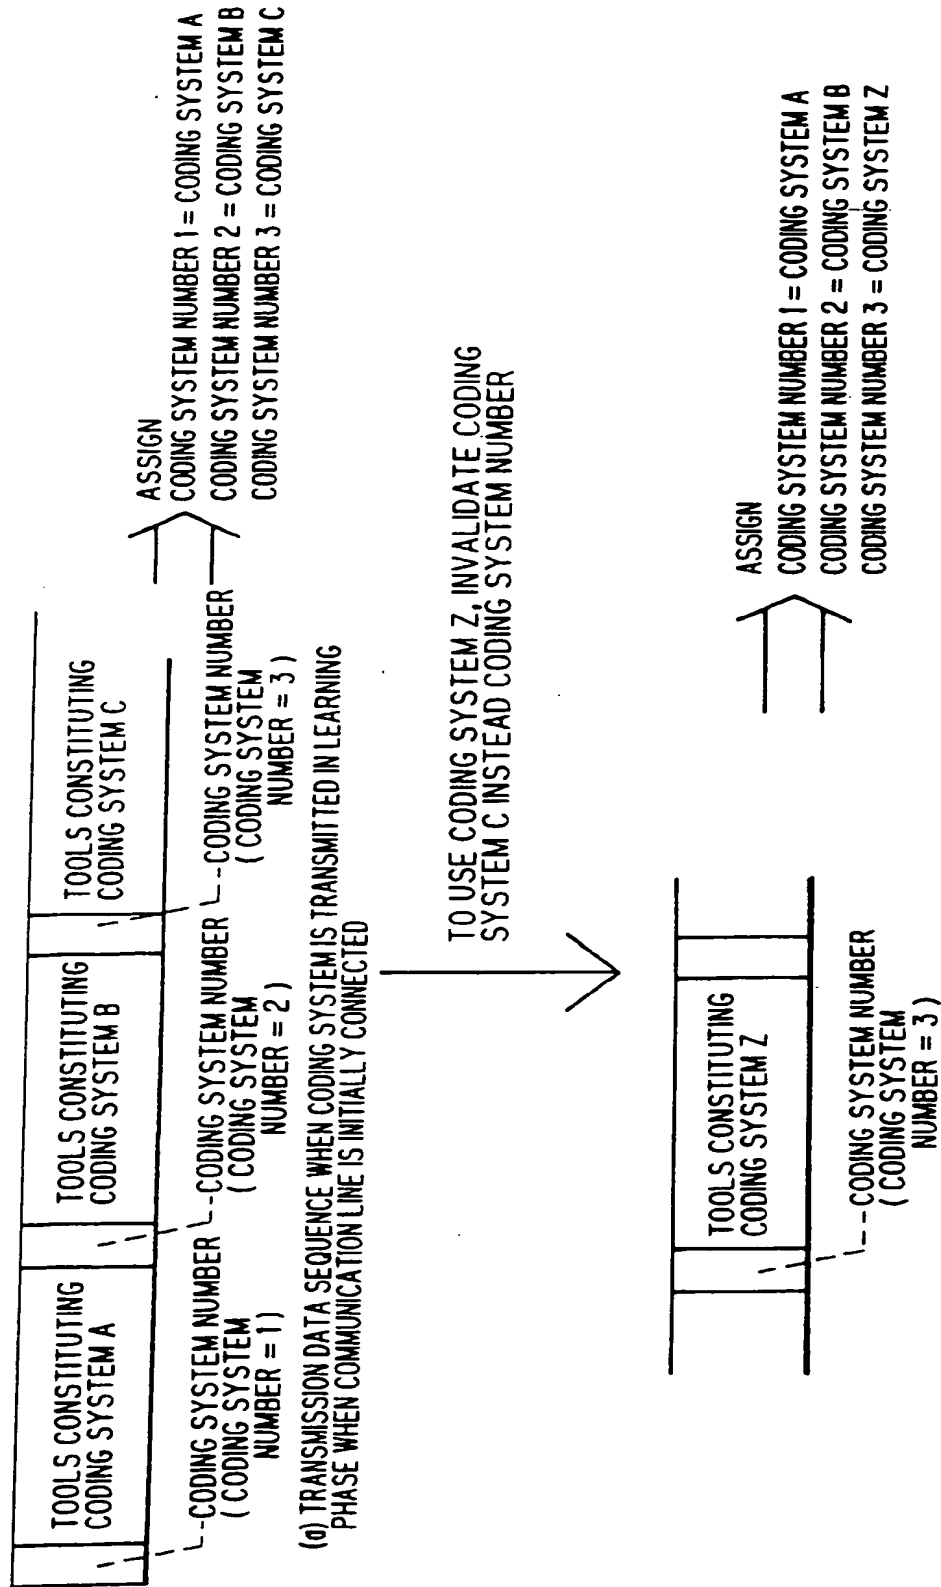 TOOLS CONSTITUTING
CODING SYSTEM A
TOOLS CONSTITUTING
CODING SYSTEM B
TOOLS CONSTITUTING
CODING SYSTEM C
CODING SYSTEM NUMBER
( CODING SYSTEM
NUMBER = 1)
CODING SYSTEM NUMBER
( CODING SYSTEM
NUMBER = 2 )
CODING SYSTEM NUMBER
( CODING SYSTEM
NUMBER = 3 )
ASSIGN
CODING SYSTEM NUMBER 1 = CODING SYSTEM A
CODING SYSTEM NUMBER 2 = CODING SYSTEM B
CODING SYSTEM NUMBER 3 = CODING SYSTEM C
(a) TRANSMISSION DATA SEQUENCE WHEN CODING SYSTEM IS TRANSMITTED IN LEARNING
PHASE WHEN COMMUNICATION LINE IS INITIALLY CONNECTED
TO USE CODING SYSTEM Z, INVALIDATE CODING
SYSTEM C INSTEAD CODING SYSTEM NUMBER
TOOLS CONSTITUTING
CODING SYSTEM Z
CODING SYSTEM NUMBER
( CODING SYSTEM
NUMBER = 3 )
ASSIGN
CODING SYSTEM NUMBER 1 = CODING SYSTEM A
CODING SYSTEM NUMBER 2 = CODING SYSTEM B
CODING SYSTEM NUMBER 3 = CODING SYSTEM Z